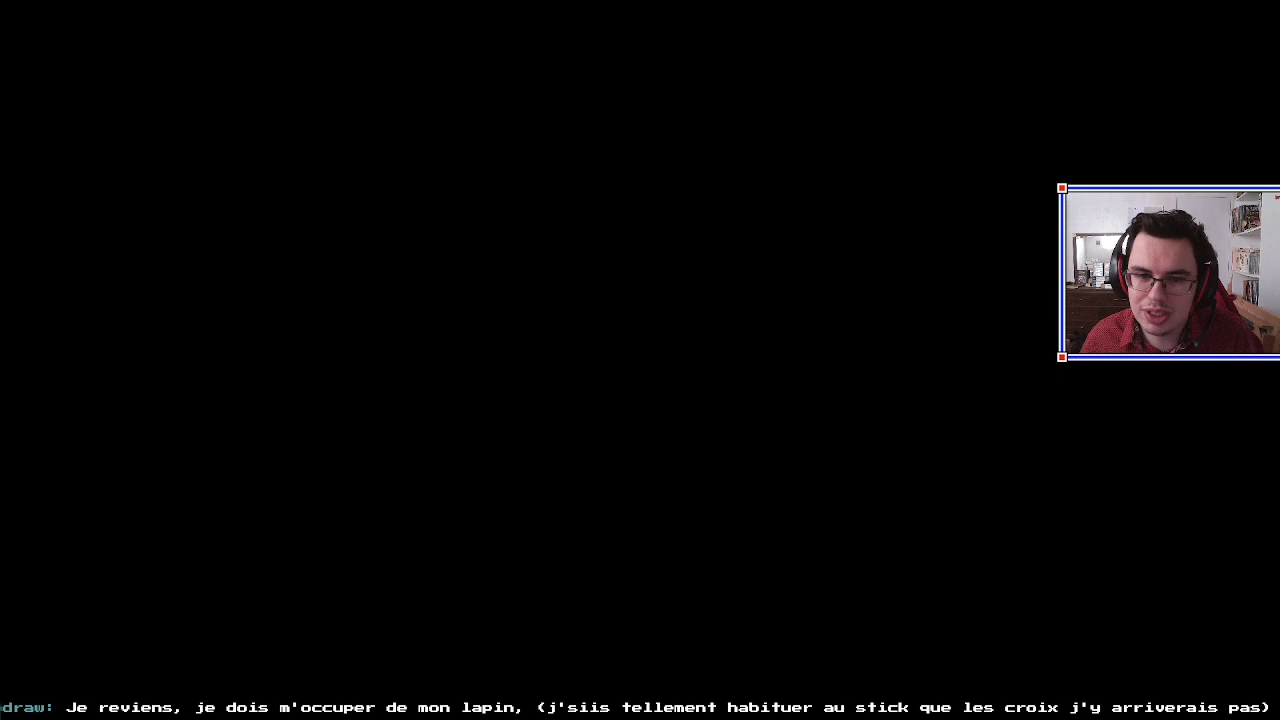 draw: Je reviens, je dois m'occuper de mon lapin, (j'siis tellement habituer au stick que les croix j'y arriverais pas)